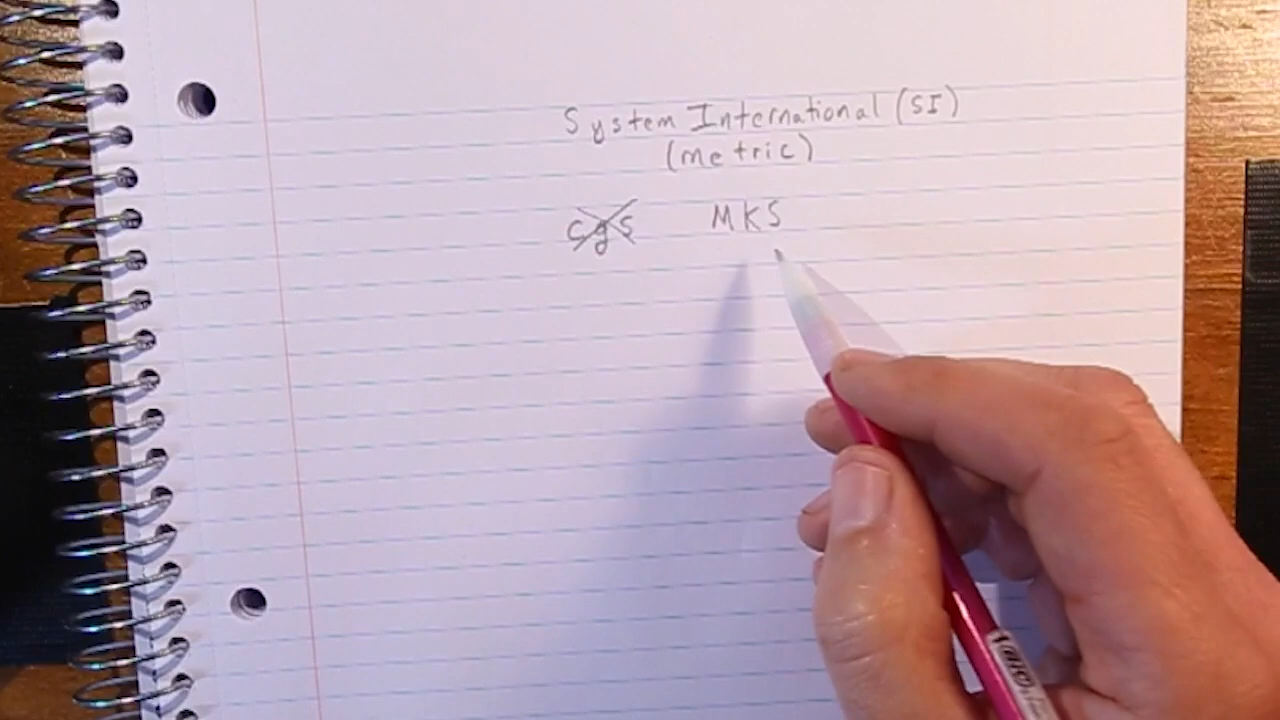 System International (SI)
(metric)
cgs MKS